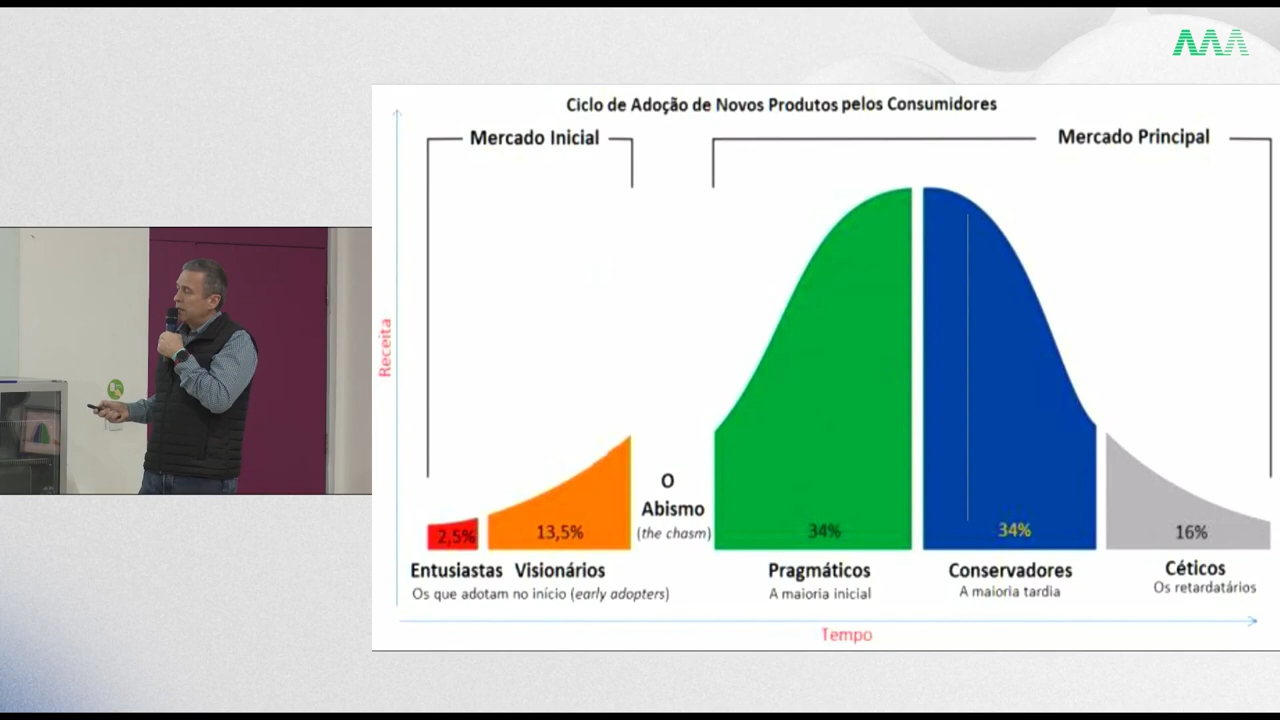 Ciclo de Adoção de Novos Produtos pelos Consumidores
Mercado Inicial
Mercado Principal
Receita
O
Abismo
(the chasm)
2,5%
13,5%
34%
34%
16%
Entusiastas
Visionários
Os que adotam no início (early adopters)
Pragmáticos
A maioria inicial
Conservadores
A maioria tardia
Céticos
Os retardatários
Tempo